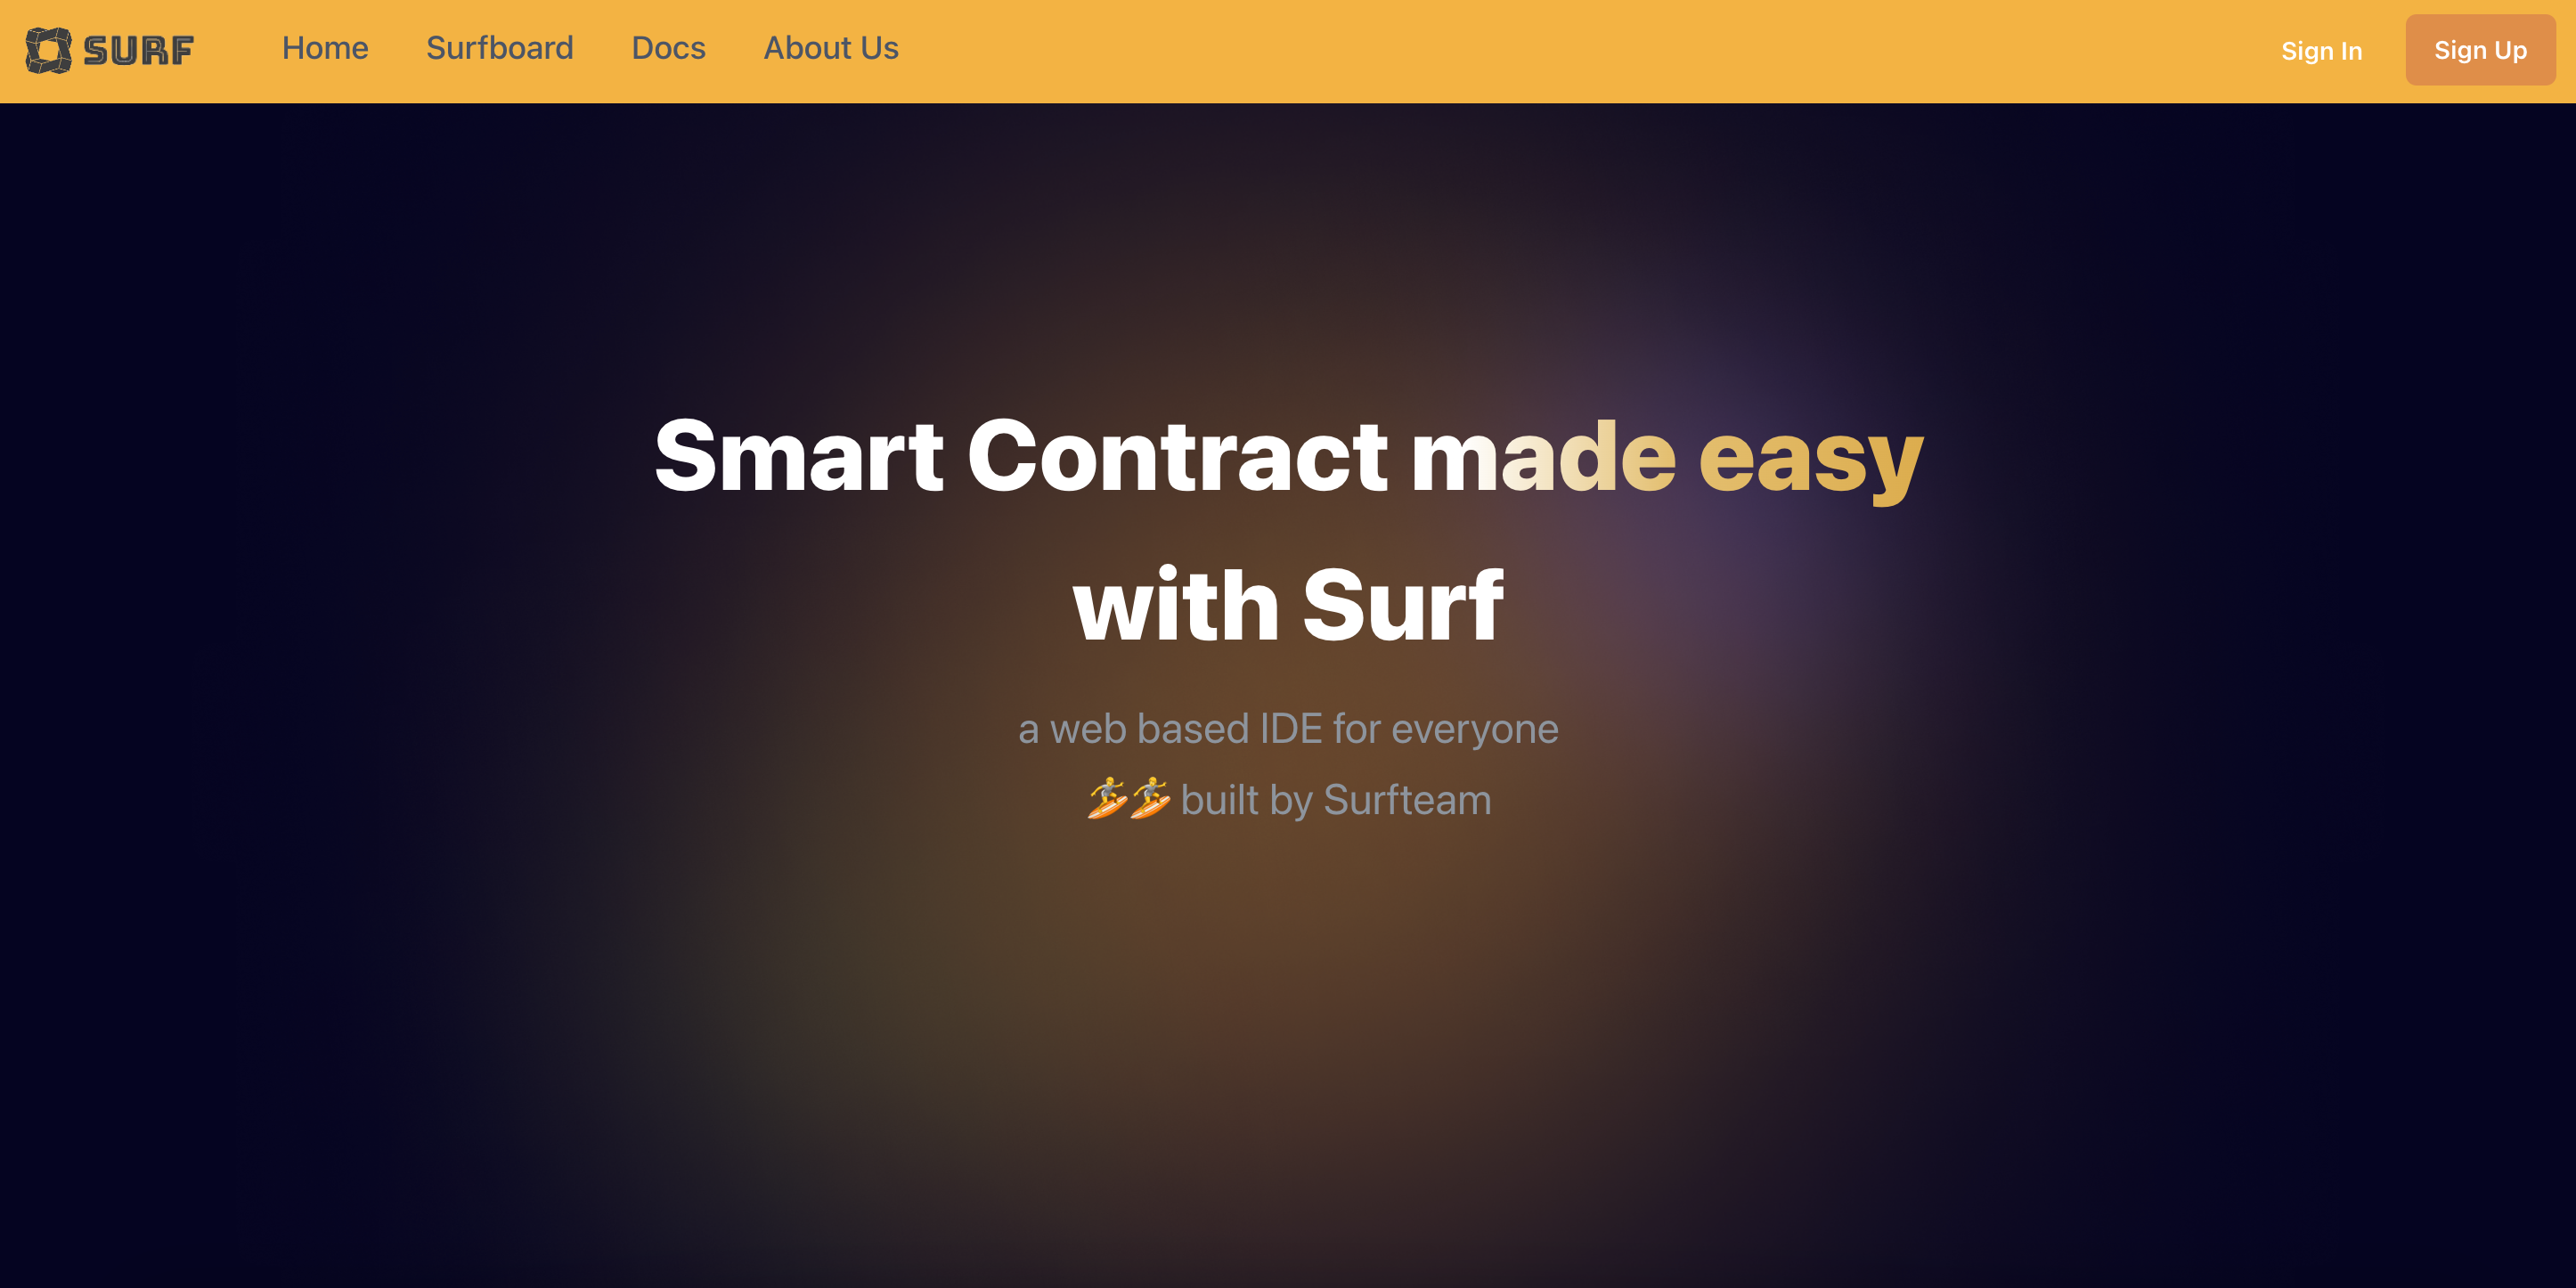 SURF
Home
Surfboard
Docs
About Us
Sign In
Sign Up
Smart Contract made easy
with Surf
a web based IDE for everyone
🏄🏄 built by Surfteam